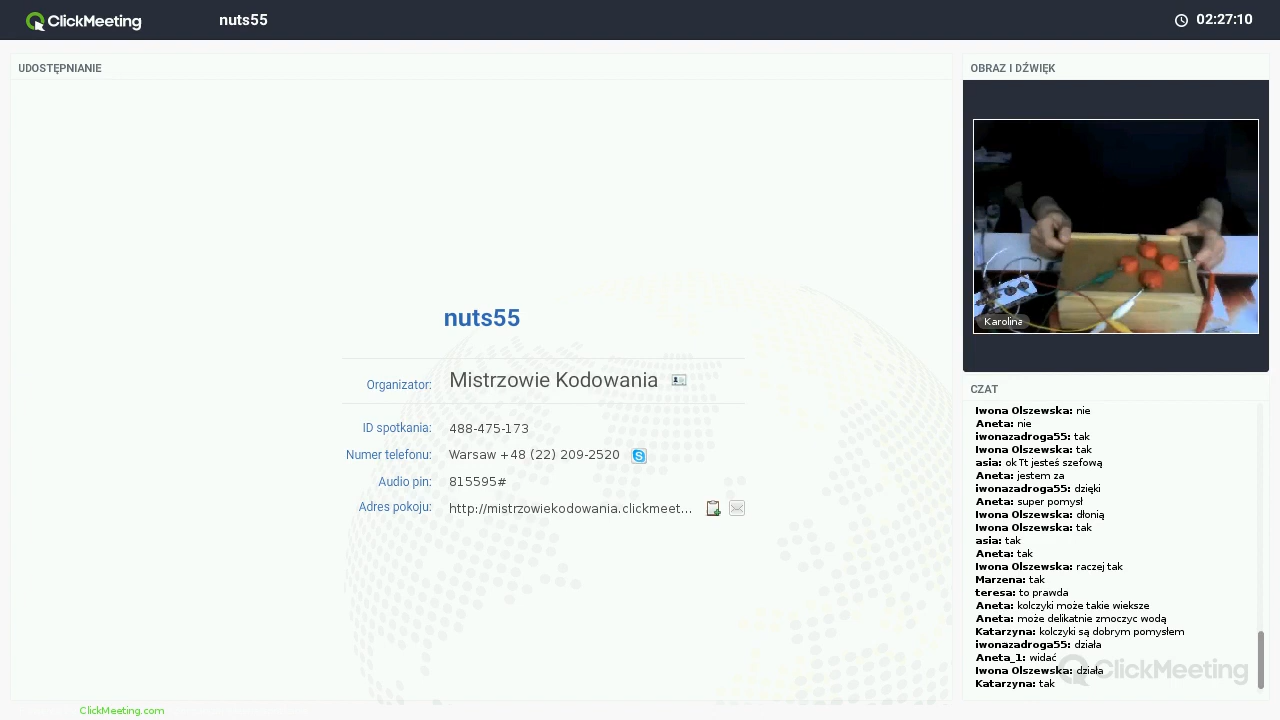 ClickMeeting
nuts55
02:27:10
UDOSTĘPNIANIE
nuts55
Organizator: Mistrzowie Kodowania
ID spotkania: 488-475-173
Numer telefonu: Warsaw +48 (22) 209-2520
Audio pin: 815595#
Adres pokoju: http://mistrzowiekodowania.clickmeet...
OBRAZ I DŹWIĘK
Karolina
CZAT
Iwona Olszewska: nie
Aneta: nie
iwonazadroga55: tak
Iwona Olszewska: tak
asia: ok Tt jesteś szefową
Aneta: jestem za
iwonazadroga55: dzięki
Aneta: super pomysł
Iwona Olszewska: dłonią
Iwona Olszewska: tak
asia: tak
Aneta: tak
Iwona Olszewska: raczej tak
Marzena: tak
teresa: to prawda
Aneta: kolczyki może takie wieksze
Aneta: może delikatnie zmoczyc wodą
Katarzyna: kolczyki są dobrym pomysłem
iwonazadroga55: działa
Aneta_1: widać
Iwona Olszewska: działa
Katarzyna: tak
ClickMeeting
ClickMeeting.com